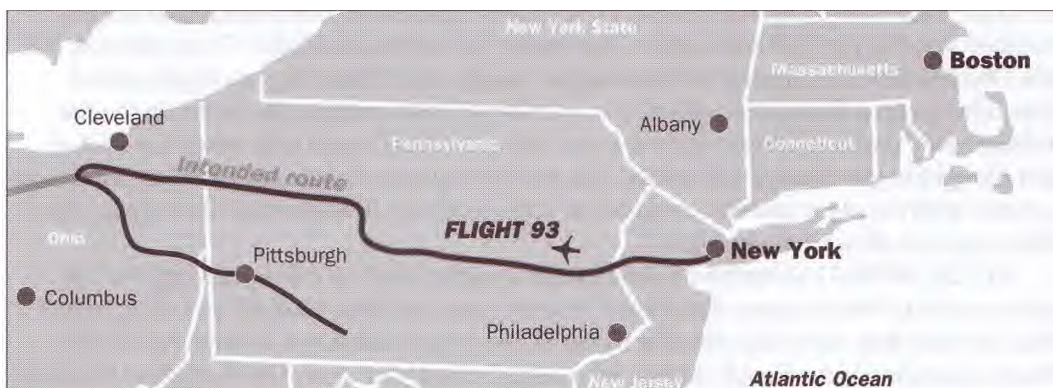 New York State
Boston
Massachusetts
Cleveland
Albany
Pennsylvania
Connecticut
Intended route
FLIGHT 93
New York
Ohio
Pittsburgh
Columbus
Philadelphia
New Jersey
Atlantic Ocean